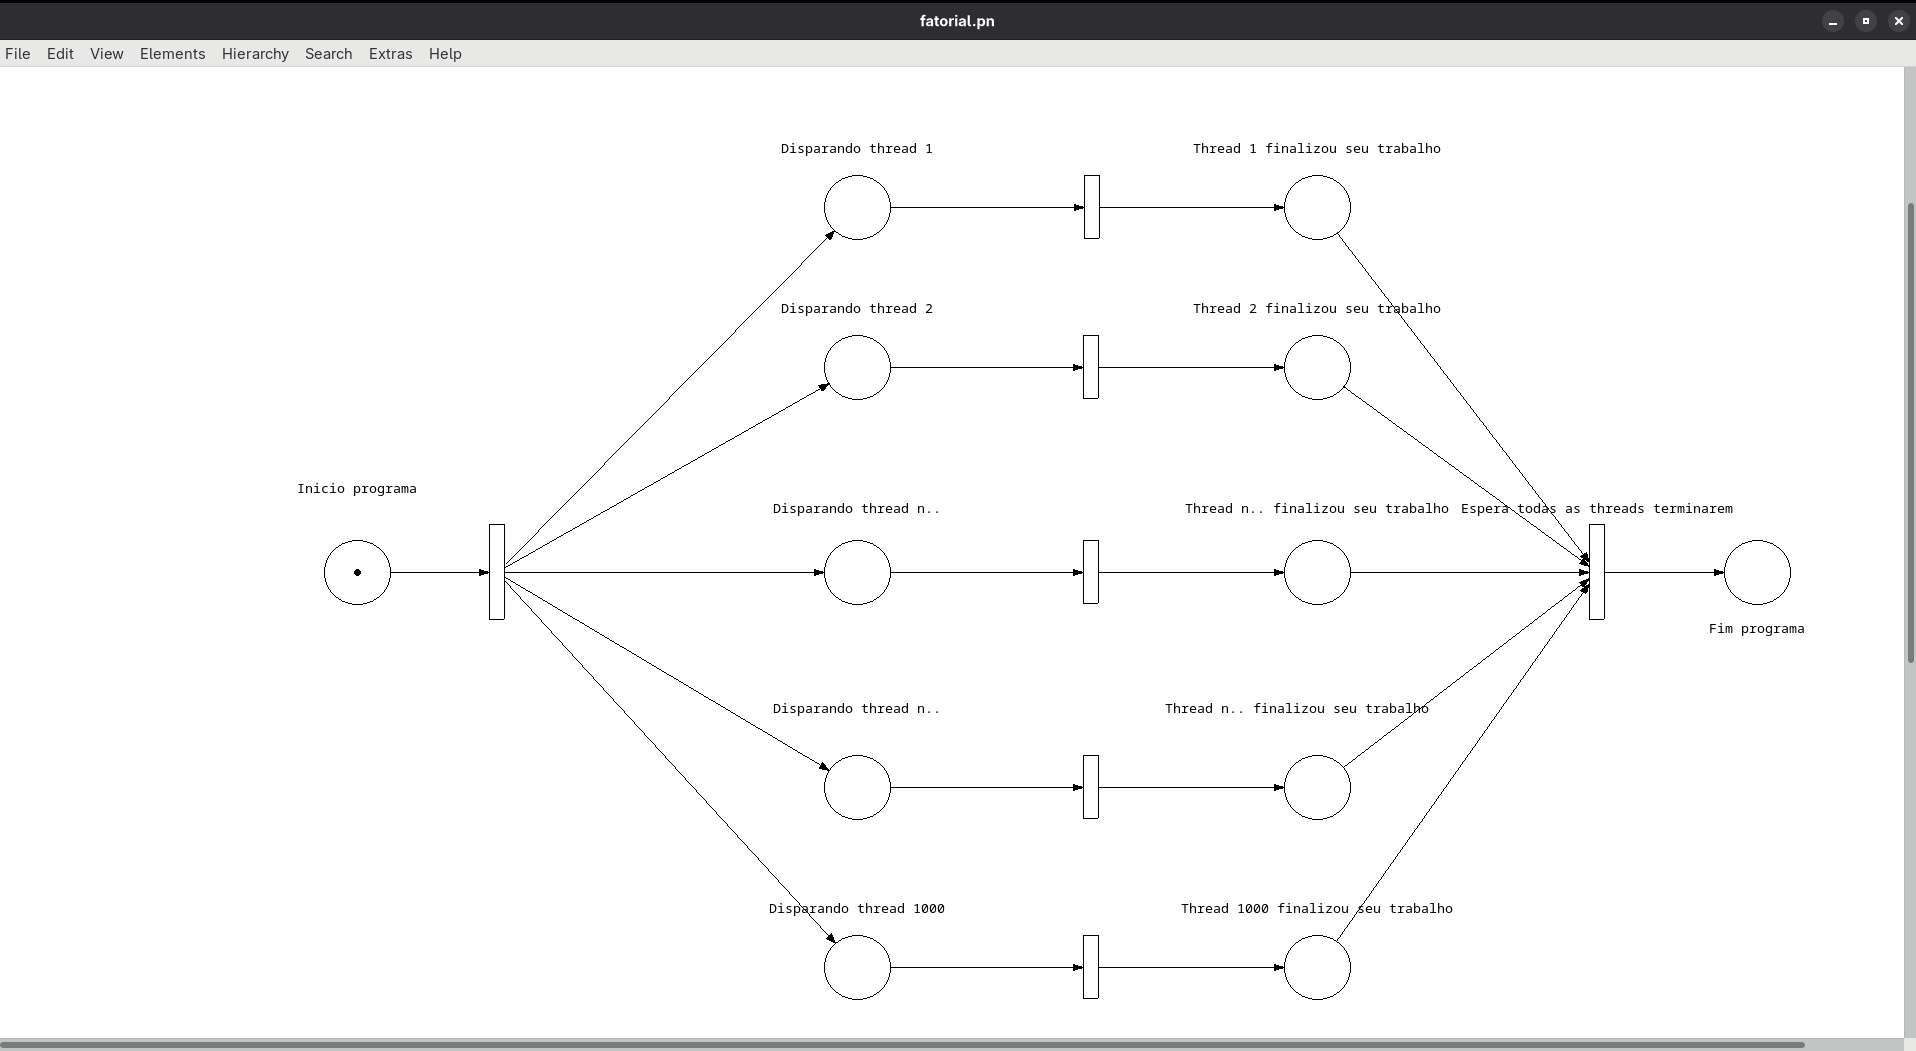 fatorial.pn
File Edit View Elements Hierarchy Search Extras Help
Disparando thread 1
Thread 1 finalizou seu trabalho
Disparando thread 2
Thread 2 finalizou seu trabalho
Inicio programa
Disparando thread n..
Thread n.. finalizou seu trabalho
Espera todas as threads terminarem
Fim programa
Disparando thread n..
Thread n.. finalizou seu trabalho
Disparando thread 1000
Thread 1000 finalizou seu trabalho